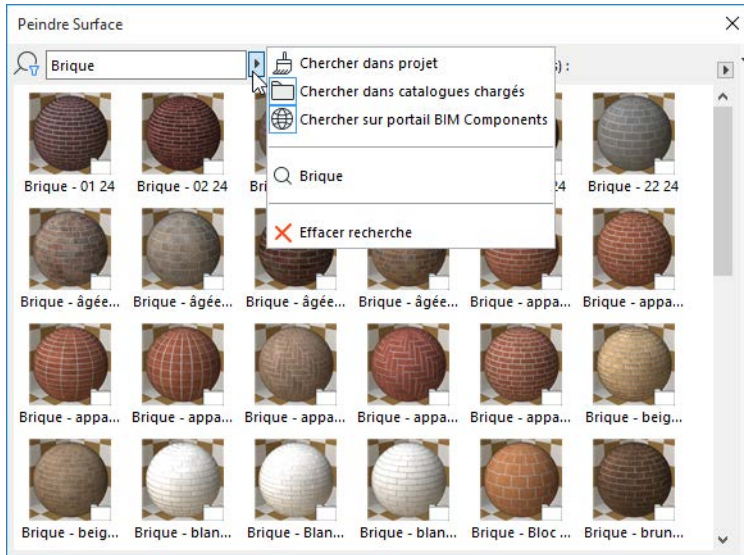 Peindre Surface
Brique
Chercher dans projet
) :
Chercher dans catalogues chargés
Chercher sur portail BIM Components
Brique
Effacer recherche
Brique - 01 24
Brique - 02 24
24
Brique - 22 24
Brique - âgée...
Brique - âgée...
Brique - âgée...
Brique - âgée...
Brique - appa...
Brique - appa...
Brique - appa...
Brique - appa...
Brique - appa...
Brique - appa...
Brique - appa...
Brique - beig...
Brique - beig...
Brique - blan...
Brique - Blan...
Brique - blan...
Brique - Bloc ...
Brique - brun...